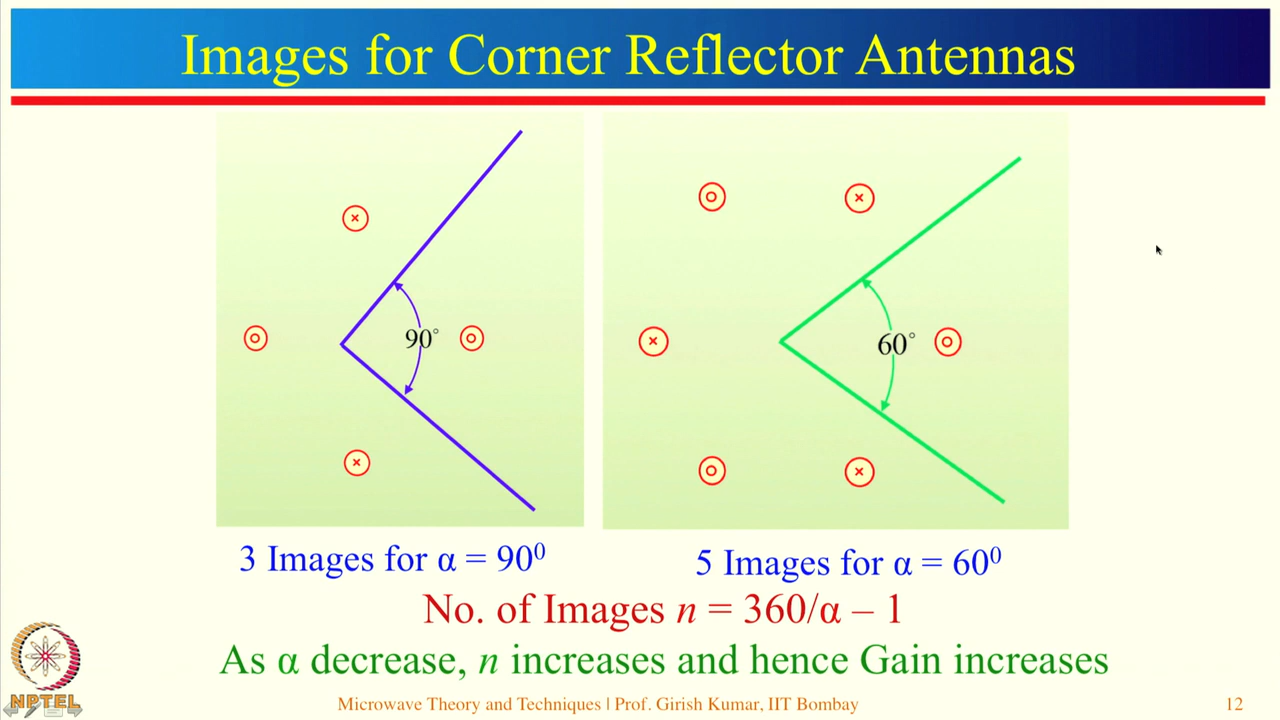 Images for Corner Reflector Antennas
90°
60°
3 Images for α = 90⁰
5 Images for α = 60⁰
No. of Images n = 360/α – 1
As α decrease, n increases and hence Gain increases
NPTEL
Microwave Theory and Techniques | Prof. Girish Kumar, IIT Bombay
12